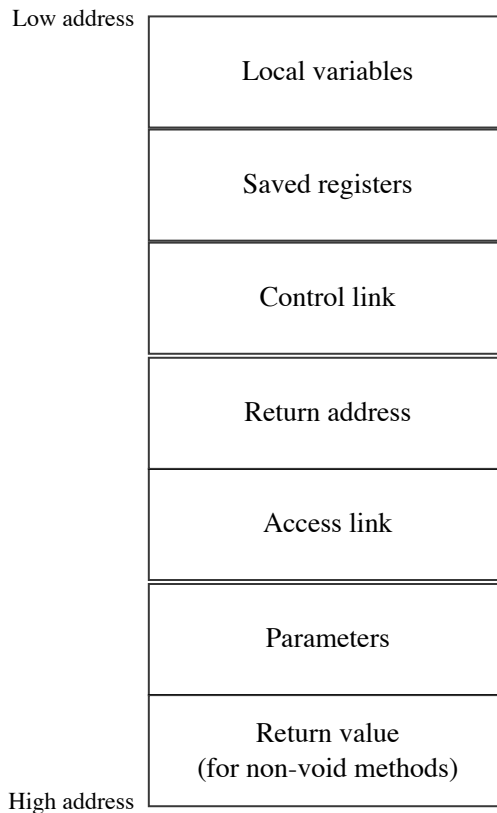 Low address
Local variables
Saved registers
Control link
Return address
Access link
Parameters
Return value
(for non-void methods)
High address